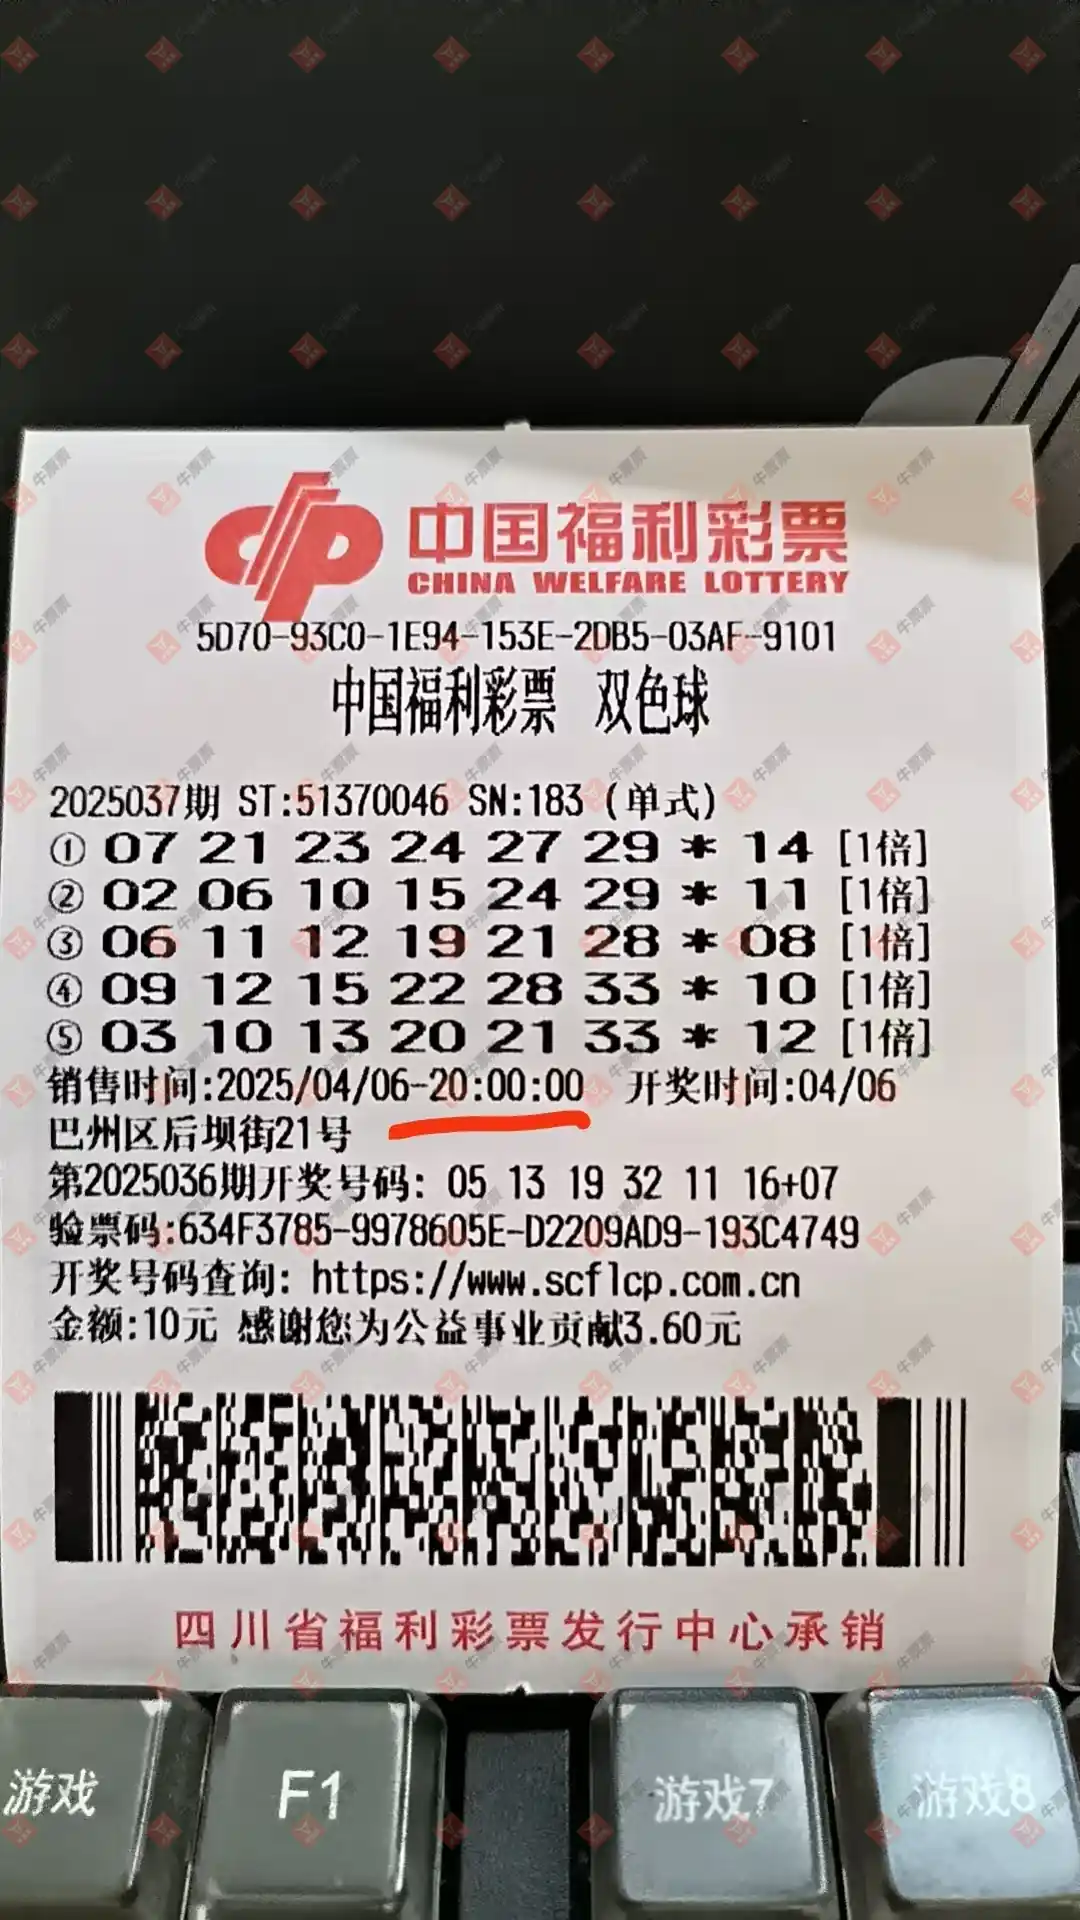 中国福利彩票
CHINA WELFARE LOTTERY
5D70-93C0-1E94-153E-2DB5-03AF-9101
中国福利彩票 双色球
2025037期 ST:51370046 SN:183 (单式)
① 07 21 23 24 27 29 * 14 [1倍]
② 02 06 10 15 24 29 * 11 [1倍]
③ 06 11 12 19 21 28 * 08 [1倍]
④ 09 12 15 22 28 33 * 10 [1倍]
⑤ 03 10 13 20 21 33 * 12 [1倍]
销售时间:2025/04/06-20:00:00 开奖时间:04/06
巴州区后坝街21号
第2025036期开奖号码: 05 13 19 32 11 16+07
验票码:634F3785-9978605E-D2209AD9-193C4749
开奖号码查询: https://www.scflcp.com.cn
金额:10元 感谢您为公益事业贡献3.60元
四川省福利彩票发行中心承销
游戏 F1 游戏7 游戏8
牛票票